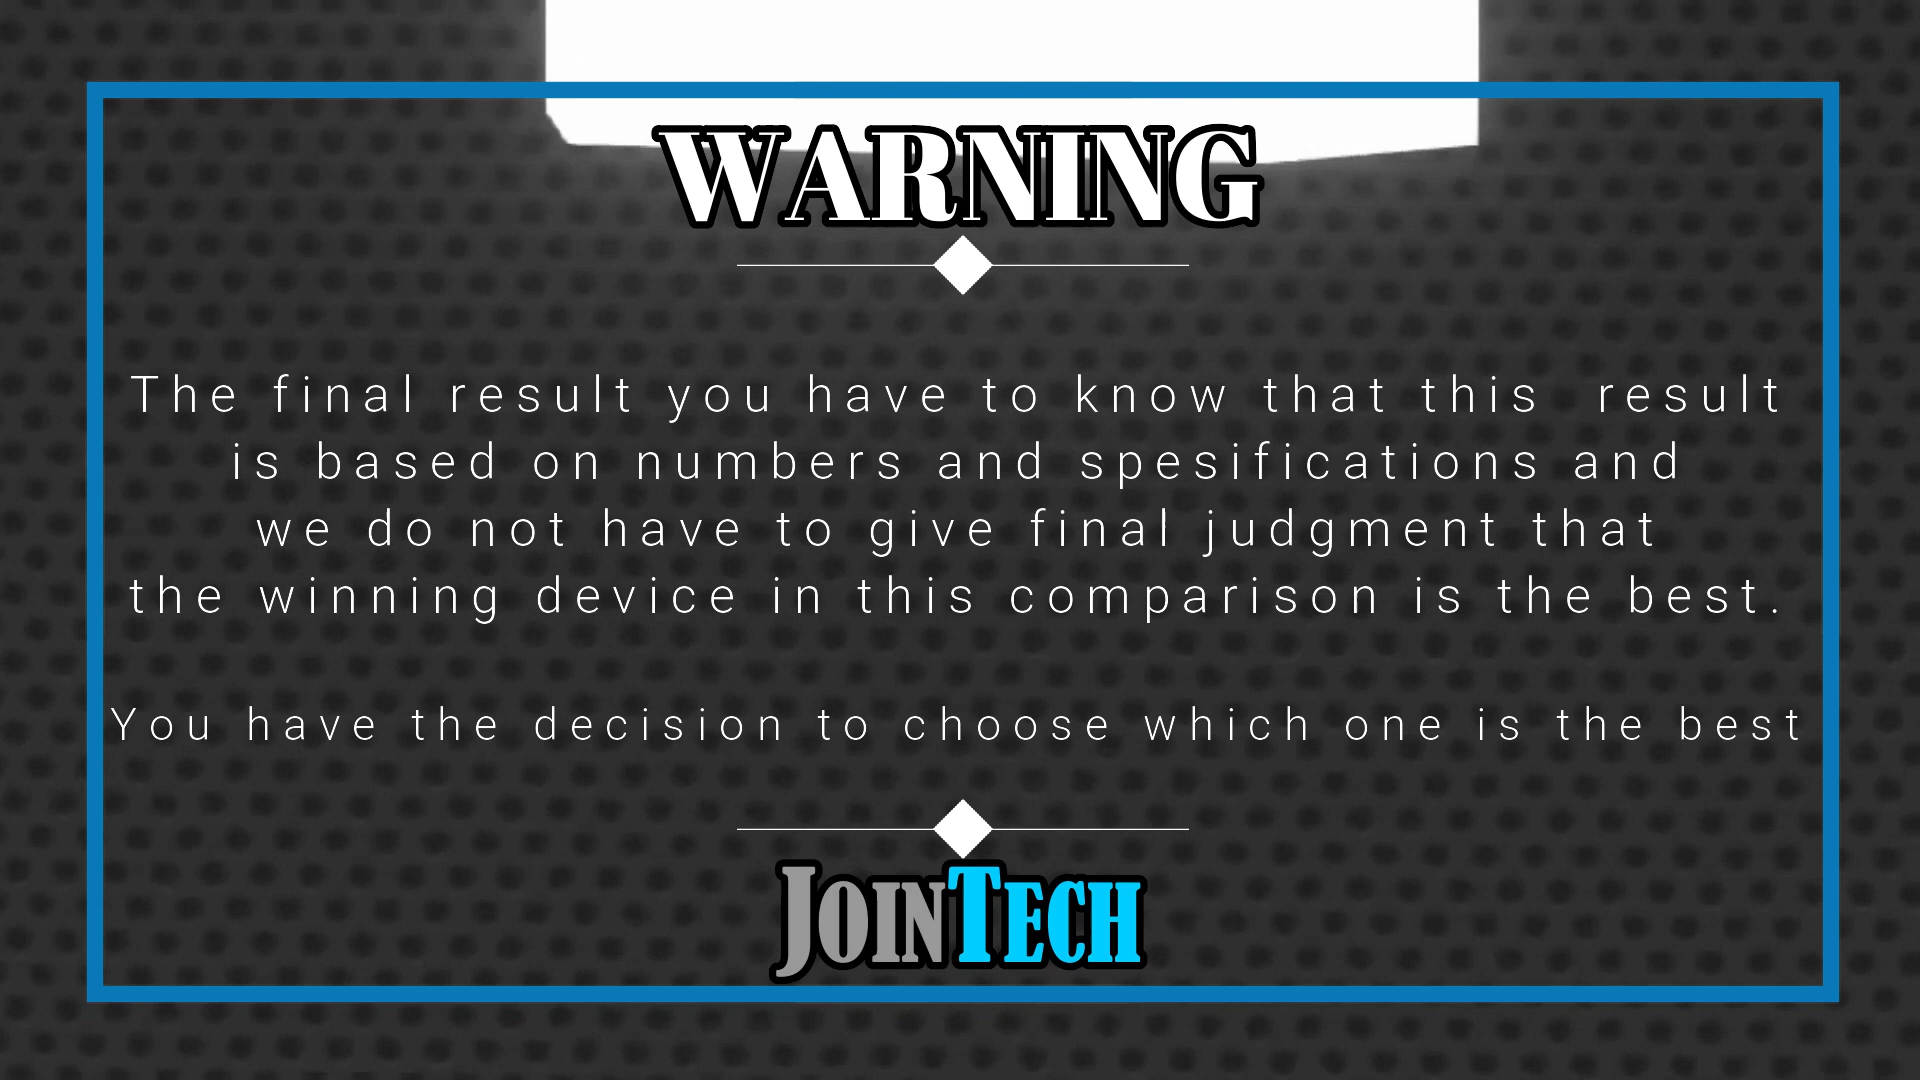 WARNING
The final result you have to know that this result
is based on numbers and spesifications and
we do not have to give final judgment that
the winning device in this comparison is the best.
You have the decision to choose which one is the best
JOINTECH